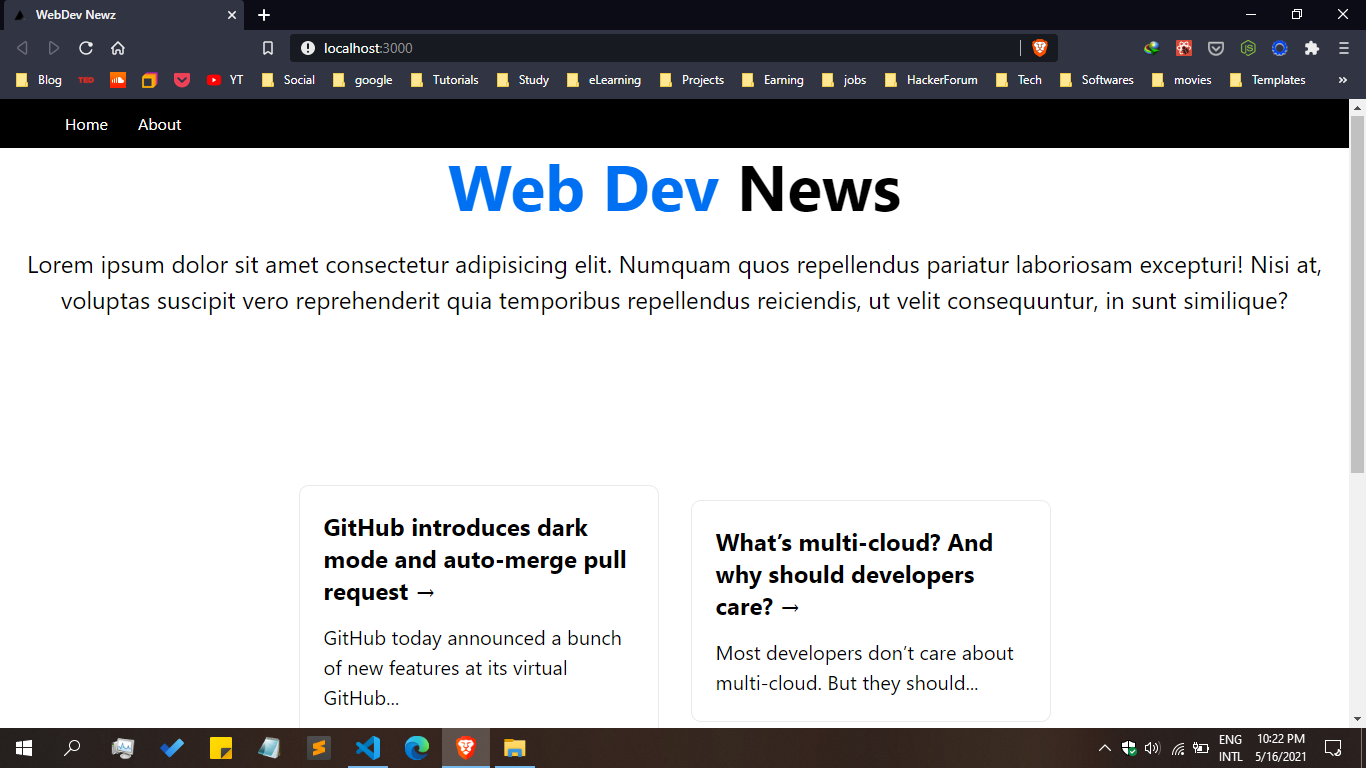 WebDev Newz
localhost:3000
Blog TED YT Social google Tutorials Study eLearning Projects Earning jobs HackerForum Tech Softwares movies Templates »
Home About
Web Dev News
Lorem ipsum dolor sit amet consectetur adipisicing elit. Numquam quos repellendus pariatur laboriosam excepturi! Nisi at,
voluptas suscipit vero reprehenderit quia temporibus repellendus reiciendis, ut velit consequuntur, in sunt similique?
GitHub introduces dark
mode and auto-merge pull
request →
GitHub today announced a bunch
of new features at its virtual
GitHub...
What’s multi-cloud? And
why should developers
care? →
Most developers don’t care about
multi-cloud. But they should...
ENG
INTL
10:22 PM
5/16/2021